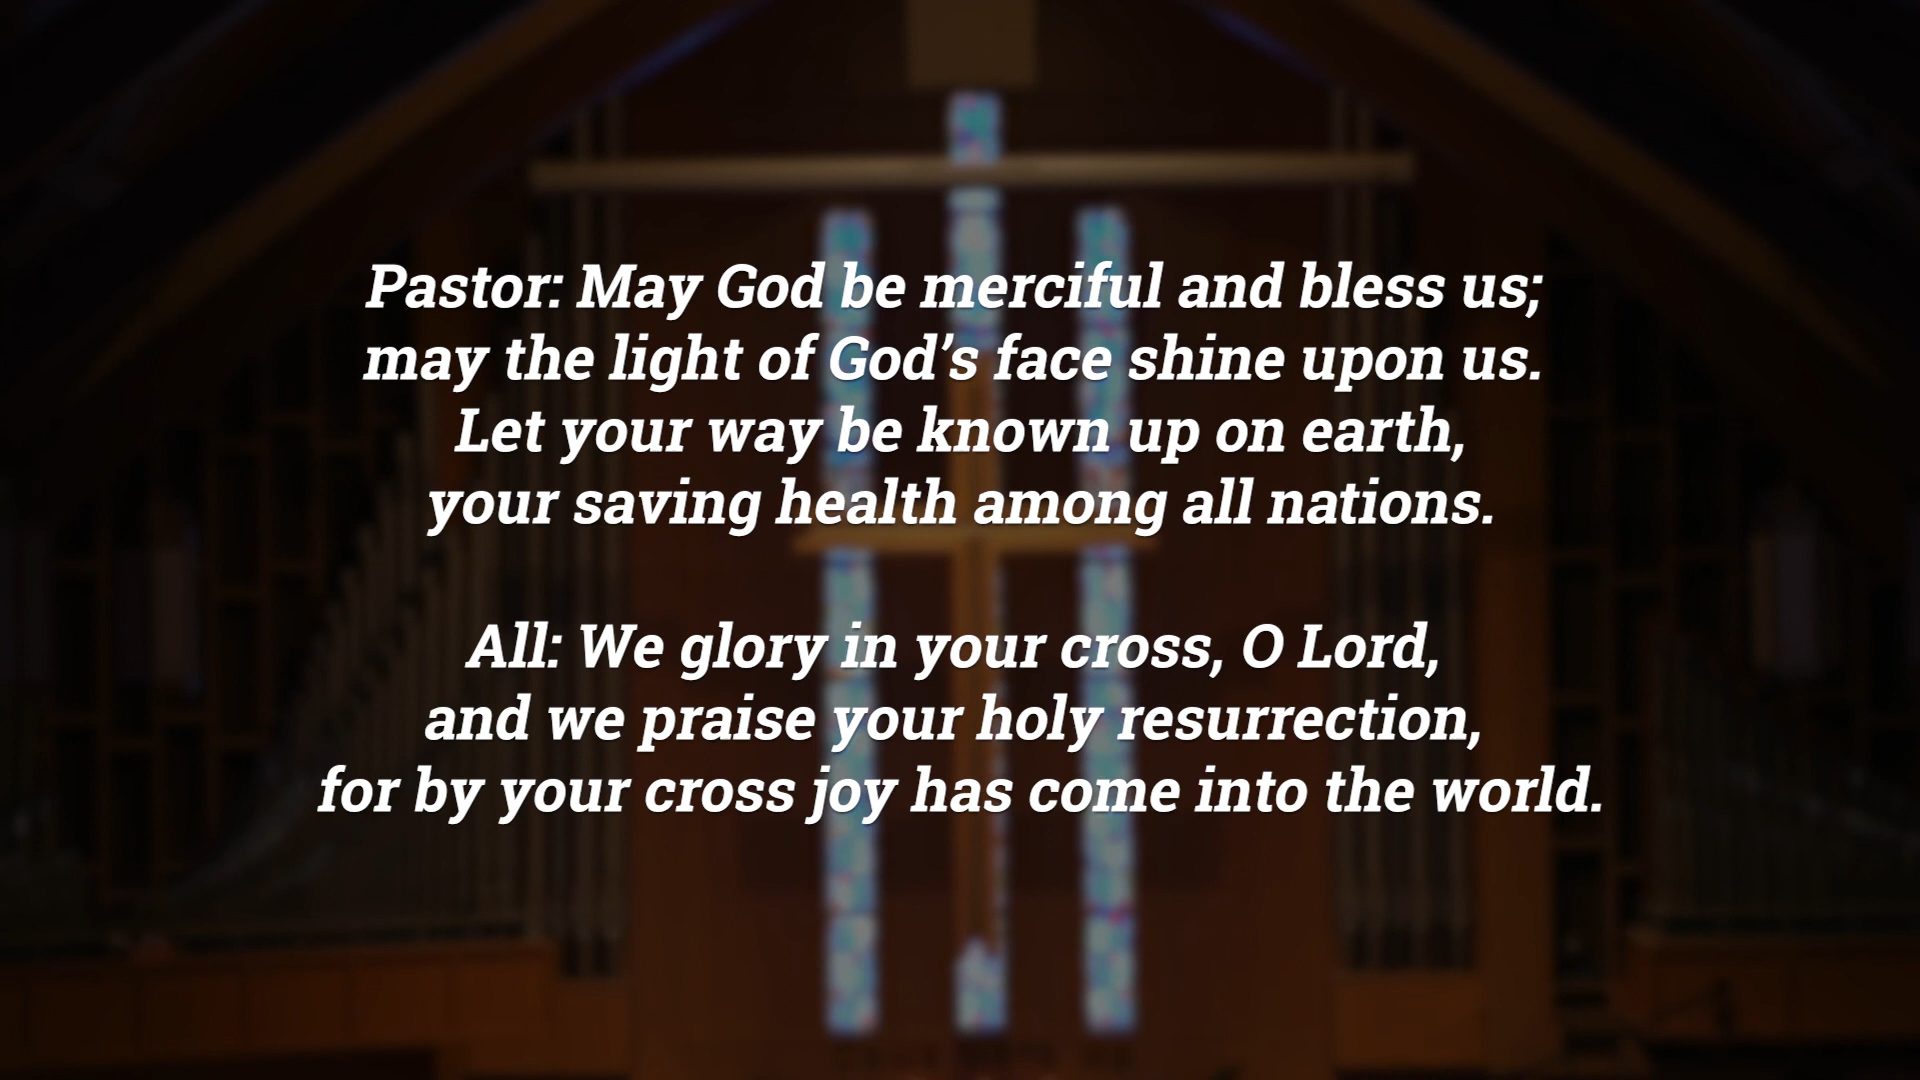 Pastor: May God be merciful and bless us;
may the light of God’s face shine upon us.
Let your way be known up on earth,
your saving health among all nations.
All: We glory in your cross, O Lord,
and we praise your holy resurrection,
for by your cross joy has come into the world.